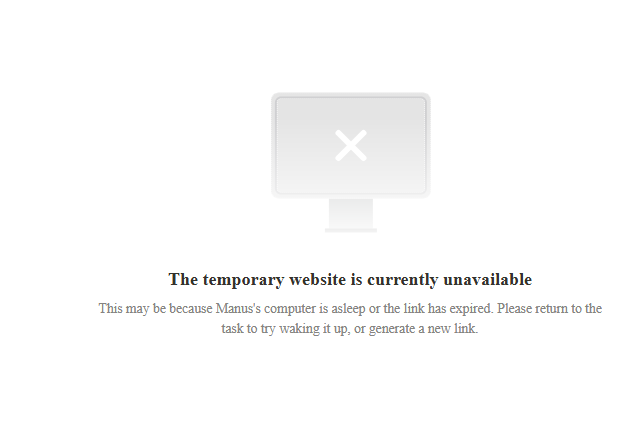 The temporary website is currently unavailable
This may be because Manus's computer is asleep or the link has expired. Please return to the
task to try waking it up, or generate a new link.